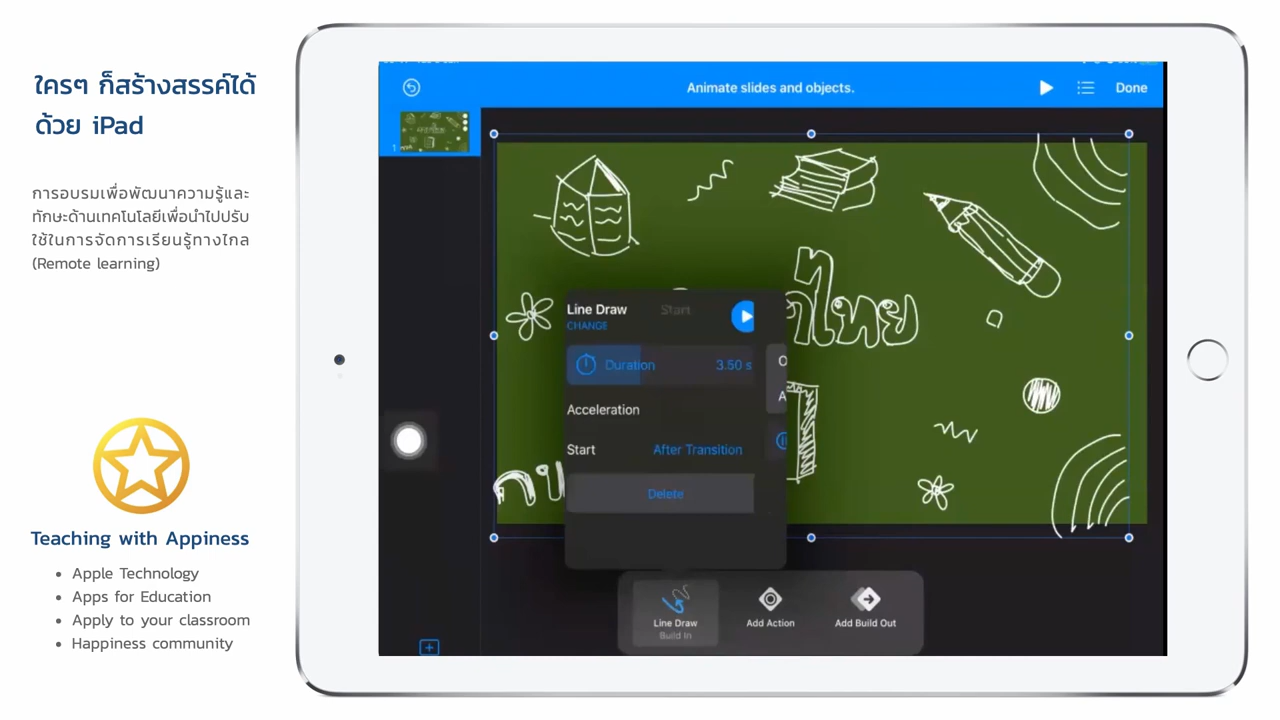 ใครๆ ก็สร้างสรรค์ได้
ด้วย iPad
การอบรมเพื่อพัฒนาความรู้และ
ทักษะด้านเทคโนโลยีเพื่อนำไปปรับ
ใช้ในการจัดการเรียนรู้ทางไกล
(Remote learning)
Teaching with Appiness
Apple Technology
Apps for Education
Apply to your classroom
Happiness community
Animate slides and objects.
Done
1
ไทย
Line Draw
Start
CHANGE
Duration
3.50 s
Acceleration
Start
After Transition
Delete
Line Draw
Build In
Add Action
Add Build Out